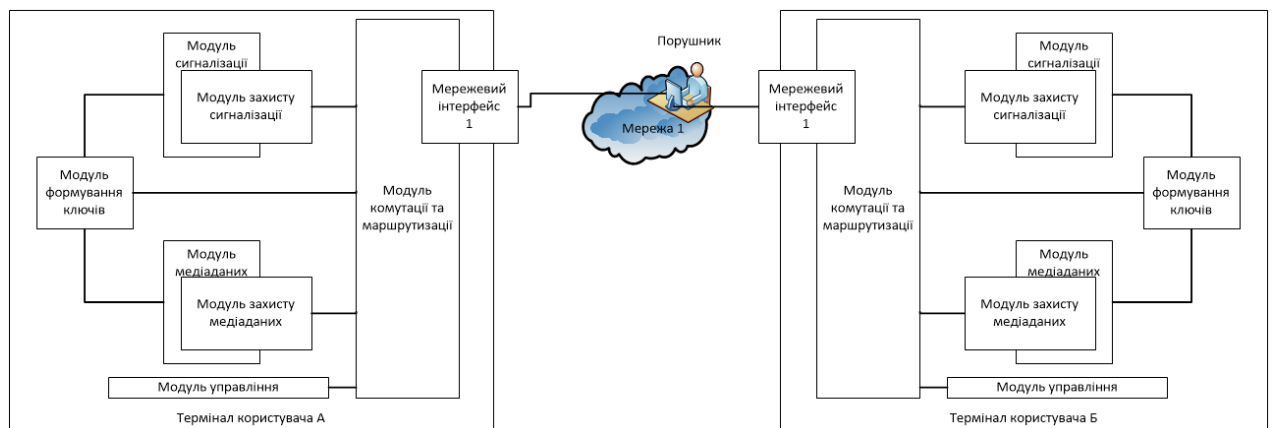 Модуль
сигналізації
Модуль захисту
сигналізації
Модуль
формування
ключів
Модуль
медіаданих
Модуль захисту
медіаданих
Модуль управління
Модуль
комутації та
маршрутизації
Мережевий
інтерфейс
1
Термінал користувача А
Порушник
Мережа 1
Мережевий
інтерфейс
1
Модуль
комутації та
маршрутизації
Модуль
сигналізації
Модуль захисту
сигналізації
Модуль
формування
ключів
Модуль
медіаданих
Модуль захисту
медіаданих
Модуль управління
Термінал користувача Б